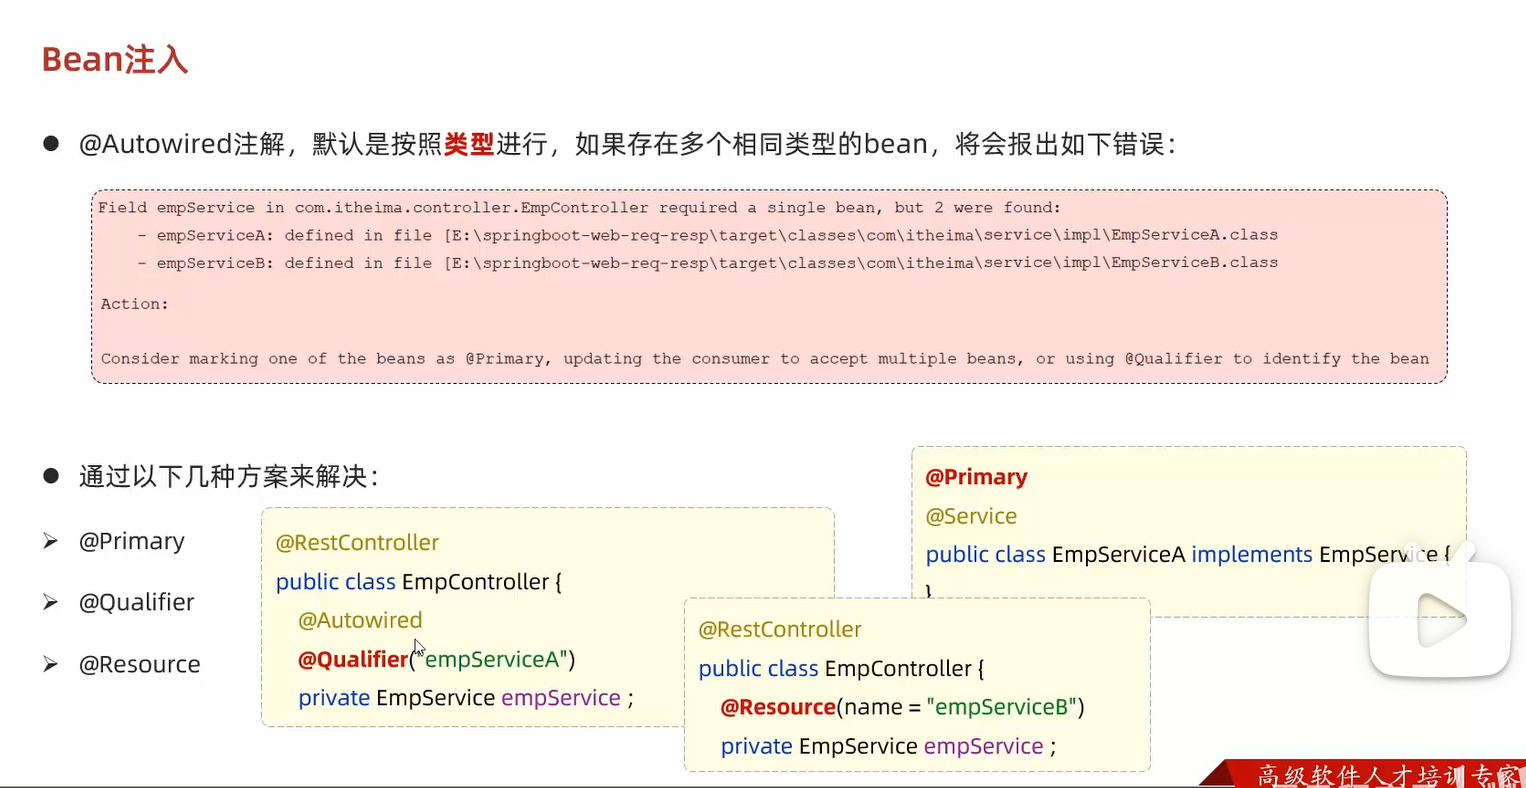 Bean注入
● @Autowired注解，默认是按照类型进行，如果存在多个相同类型的bean，将会报出如下错误：
Field empService in com.itheima.controller.EmpController required a single bean, but 2 were found:
- empServiceA: defined in file [E:\springboot-web-req-resp\target\classes\com\itheima\service\impl\EmpServiceA.class
- empServiceB: defined in file [E:\springboot-web-req-resp\target\classes\com\itheima\service\impl\EmpServiceB.class
Action:
Consider marking one of the beans as @Primary, updating the consumer to accept multiple beans, or using @Qualifier to identify the bean
● 通过以下几种方案来解决：
➢ @Primary
➢ @Qualifier
➢ @Resource
@RestController
public class EmpController {
@Autowired
@Qualifier("empServiceA")
private EmpService empService ;
@RestController
public class EmpController {
@Resource(name = "empServiceB")
private EmpService empService ;
@Primary
@Service
public class EmpServiceA implements EmpService {
}
高级软件人才培训专家